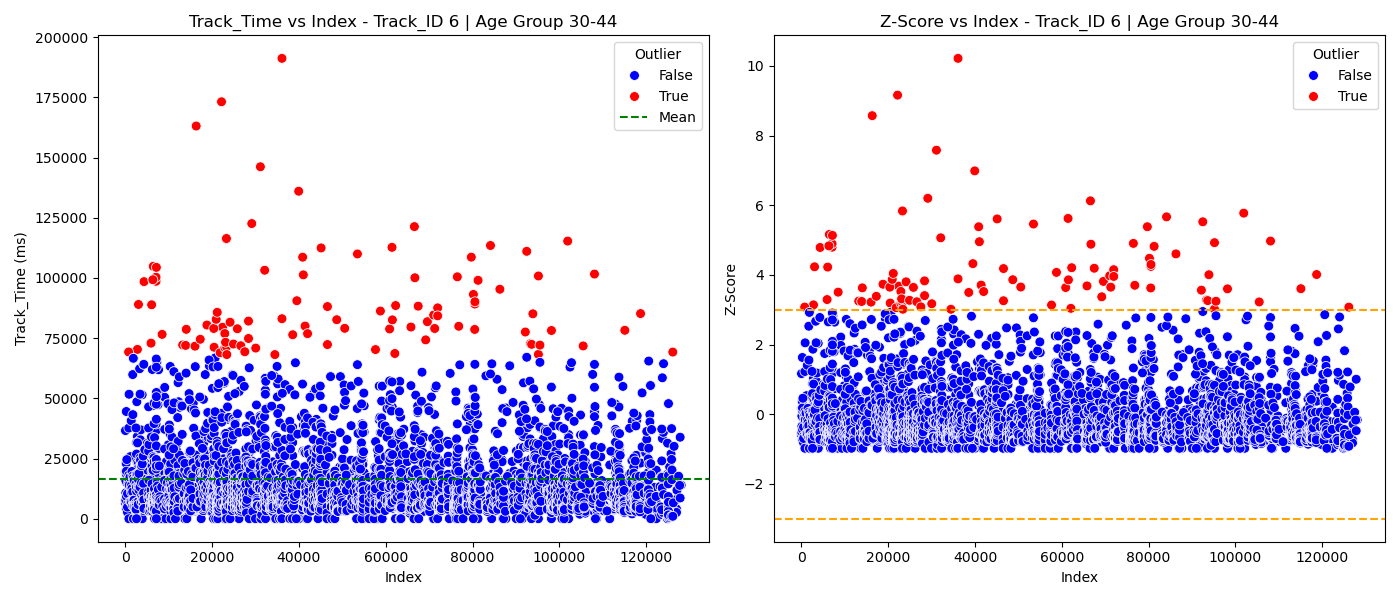 Track_Time vs Index - Track_ID 6 | Age Group 30-44
200000
175000
150000
125000
100000
75000
50000
25000
0
Track_Time (ms)
0 20000 40000 60000 80000 100000 120000
Index
Outlier
False
True
Mean
Z-Score vs Index - Track_ID 6 | Age Group 30-44
10
8
6
4
2
0
−2
Z-Score
0 20000 40000 60000 80000 100000 120000
Index
Outlier
False
True